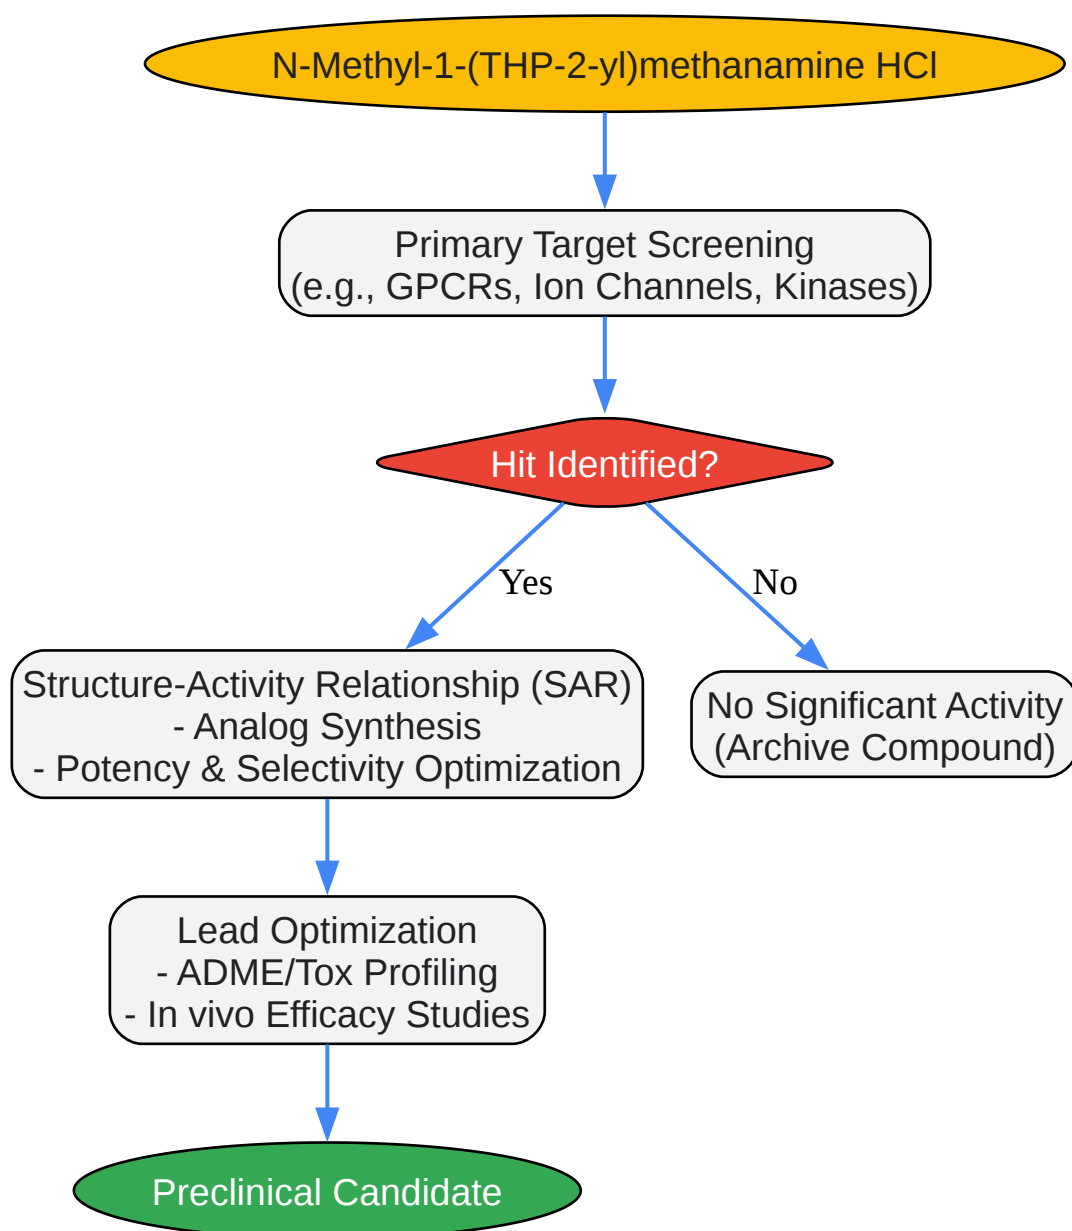 N-Methyl-1-(THP-2-yl)methanamine HCl
Primary Target Screening
(e.g., GPCRs, Ion Channels, Kinases)
Hit Identified?
Yes
No
Structure-Activity Relationship (SAR)
- Analog Synthesis
- Potency & Selectivity Optimization
No Significant Activity
(Archive Compound)
Lead Optimization
- ADME/Tox Profiling
- In vivo Efficacy Studies
Preclinical Candidate